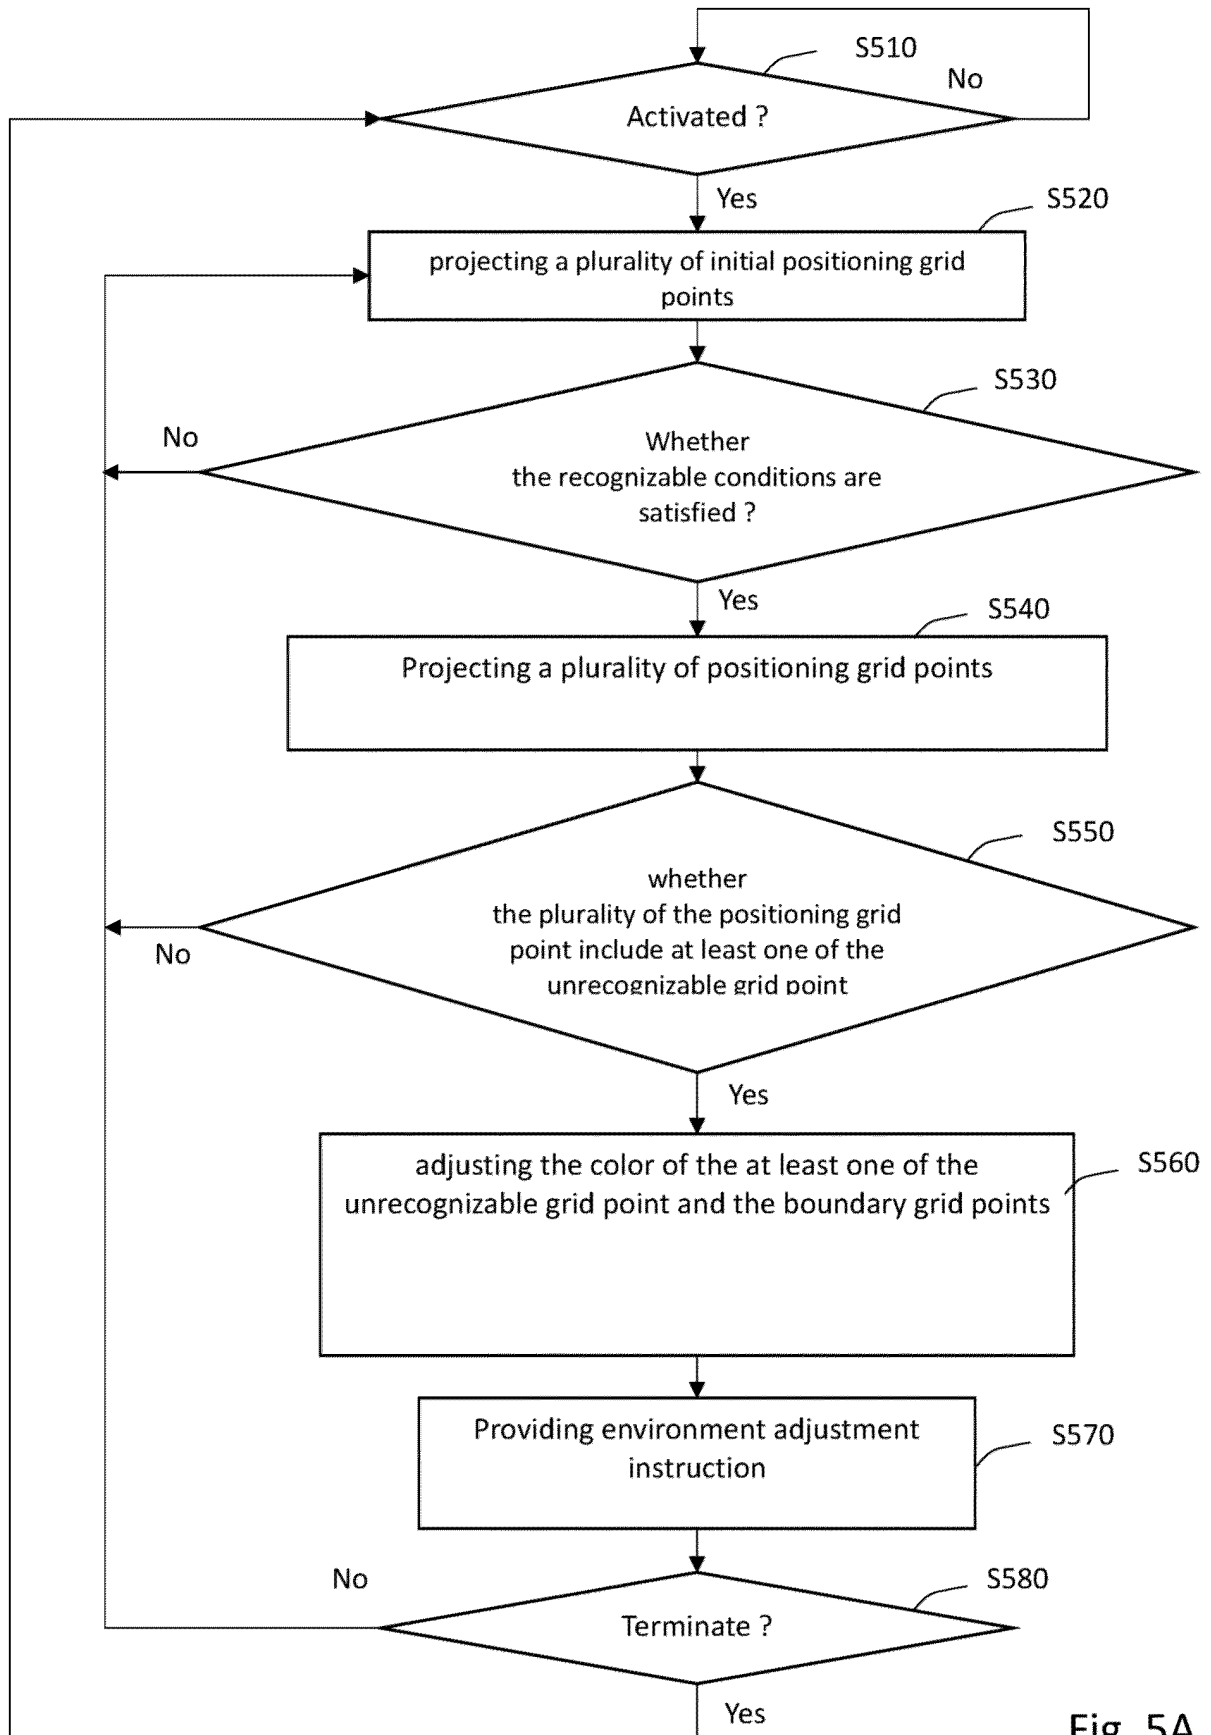 S510
No
Activated ?
Yes
S520
projecting a plurality of initial positioning grid
points
S530
No
Whether
the recognizable conditions are
satisfied ?
Yes
S540
Projecting a plurality of positioning grid points
S550
whether
the plurality of the positioning grid
point include at least one of the
unrecognizable grid point
No
Yes
adjusting the color of the at least one of the
unrecognizable grid point and the boundary grid points
S560
Providing environment adjustment
instruction
S570
No
S580
Terminate ?
Yes
Fig. 5A